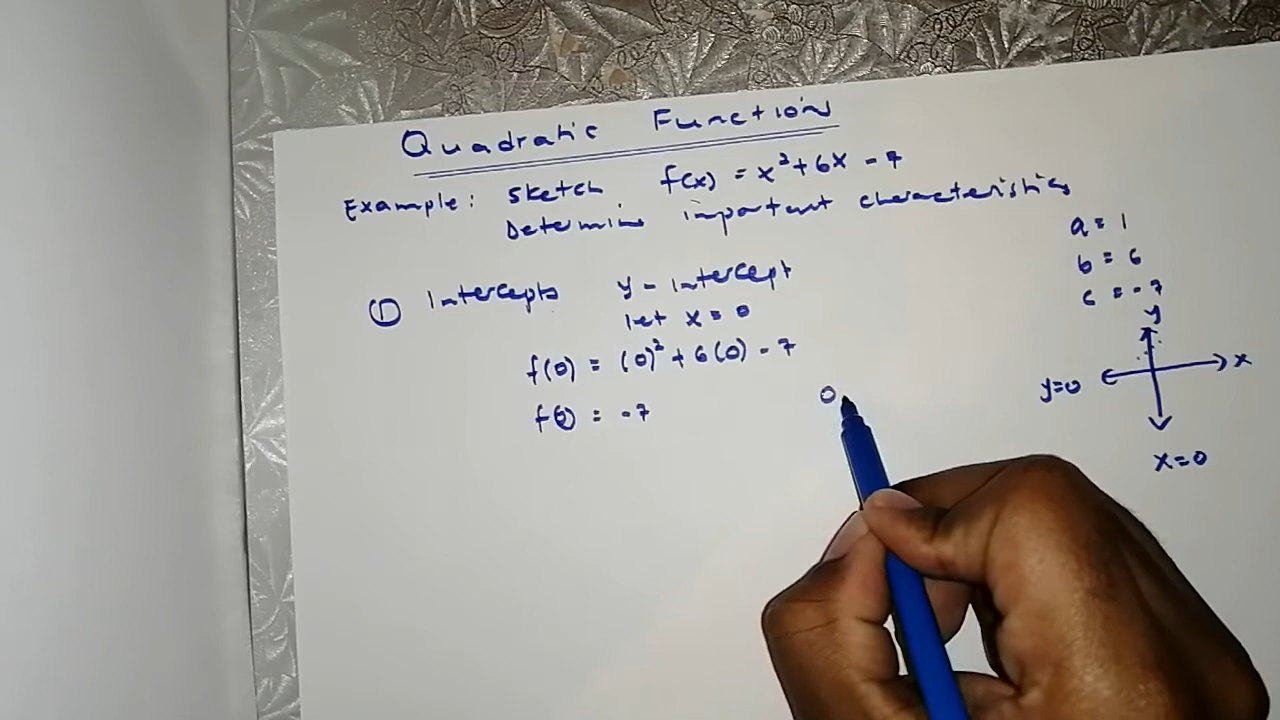 Quadratic Functions
Example: Sketch f(x) = x² + 6x - 7
Determine important characteristics
a = 1
b = 6
c = -7
① Intercepts y-intercept
let x = 0
f(0) = (0)² + 6(0) - 7
f(0) = -7
0
y
x
y=0
x=0